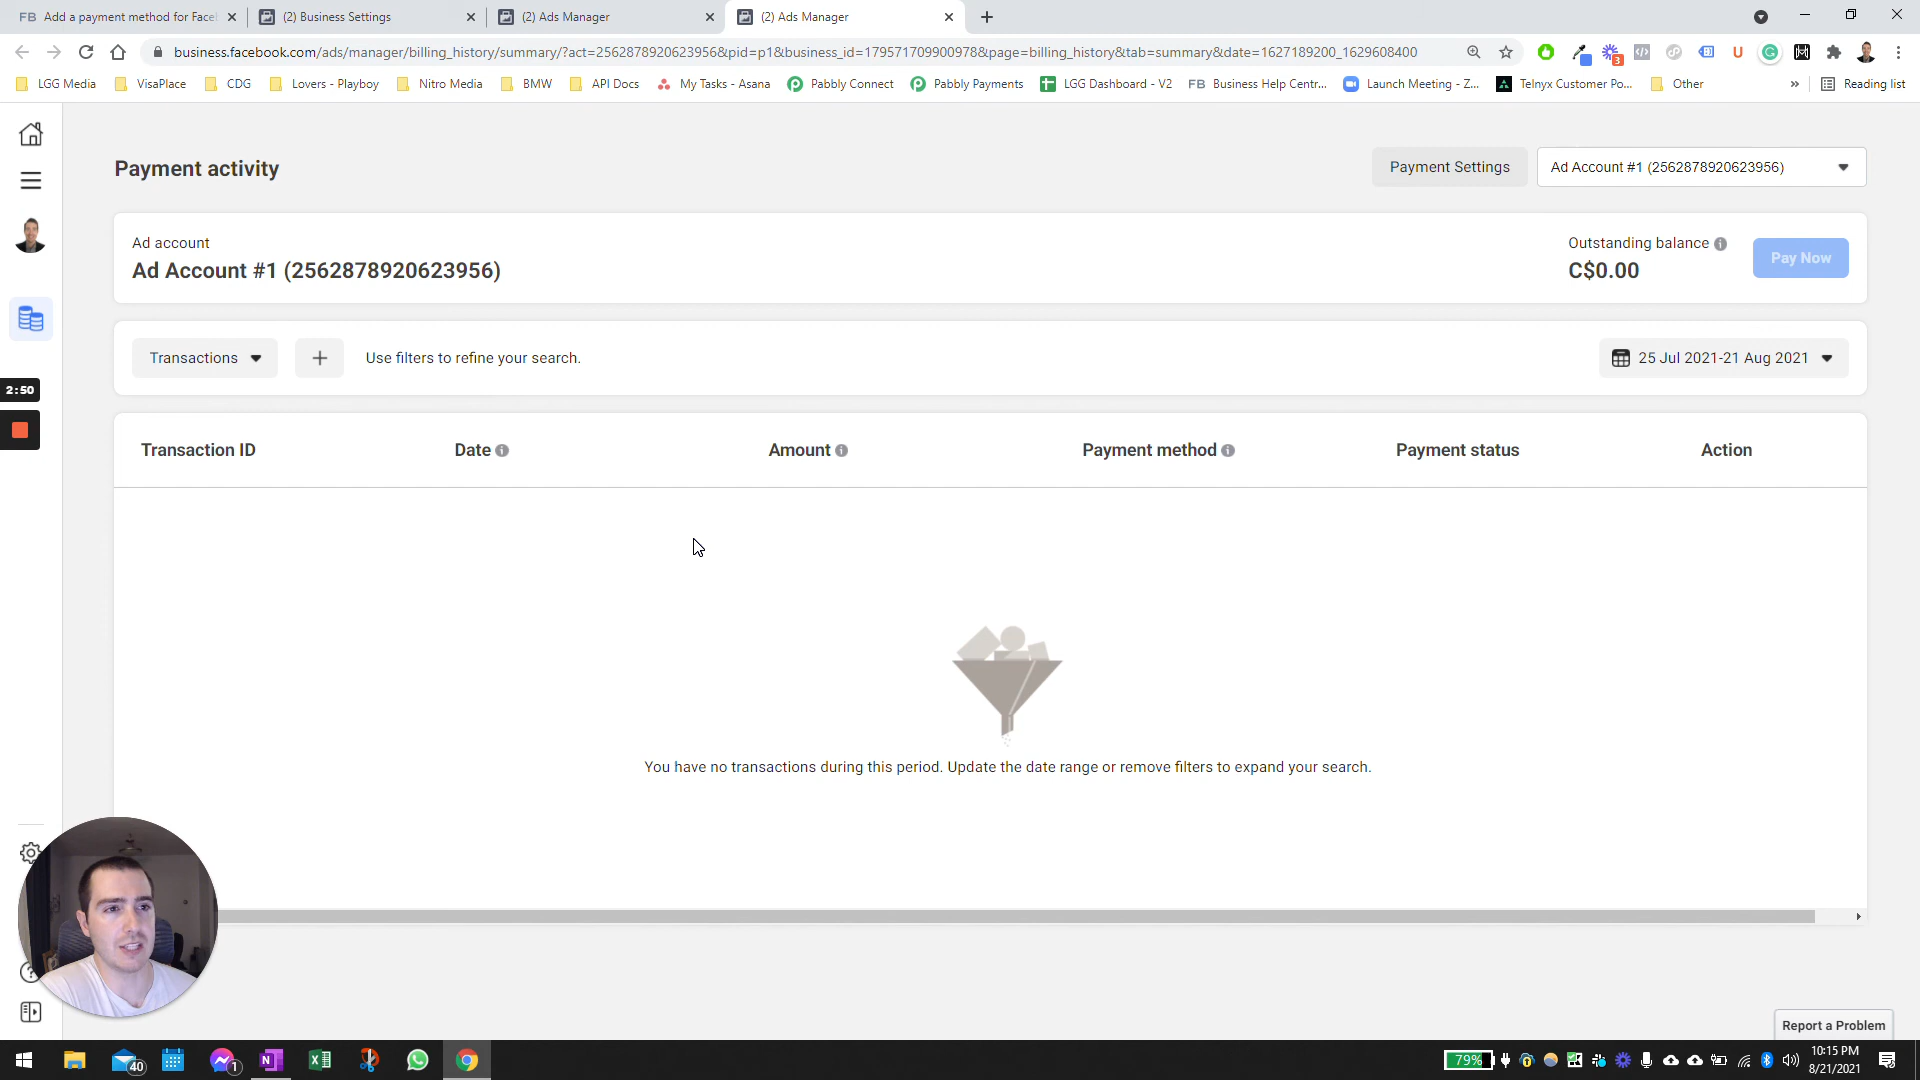 FB Add a payment method for Facel
(2) Business Settings
(2) Ads Manager
(2) Ads Manager
business.facebook.com/ads/manager/billing_history/summary/?act=2562878920623956&pid=p1&business_id=179571709900978&page=billing_history&tab=summary&date=1627189200_1629608400
3
U
LGG Media
VisaPlace
CDG
Lovers - Playboy
Nitro Media
BMW
API Docs
My Tasks - Asana
Pabbly Connect
Pabbly Payments
LGG Dashboard - V2
FB Business Help Centr...
Launch Meeting - Z...
Telnyx Customer Po...
Other
»
Reading list
Payment activity
Payment Settings
Ad Account #1 (2562878920623956)
Ad account
Ad Account #1 (2562878920623956)
Outstanding balance
C$0.00
Pay Now
Transactions
Use filters to refine your search.
25 Jul 2021-21 Aug 2021
2:50
Transaction ID
Date
Amount
Payment method
Payment status
Action
You have no transactions during this period. Update the date range or remove filters to expand your search.
Report a Problem
40
1
79%
10:15 PM
8/21/2021